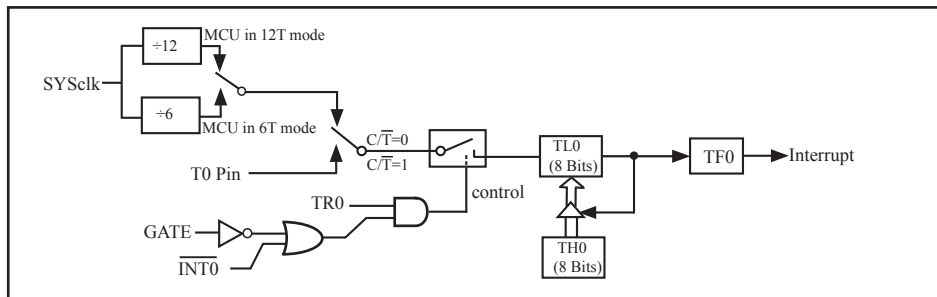 MCU in 12T mode
÷12
SYSclk
÷6
MCU in 6T mode
C/T̅=0
C/T̅=1
T0 Pin
TL0
(8 Bits)
TF0
Interrupt
control
TR0
GATE
I̅N̅T̅0̅
TH0
(8 Bits)